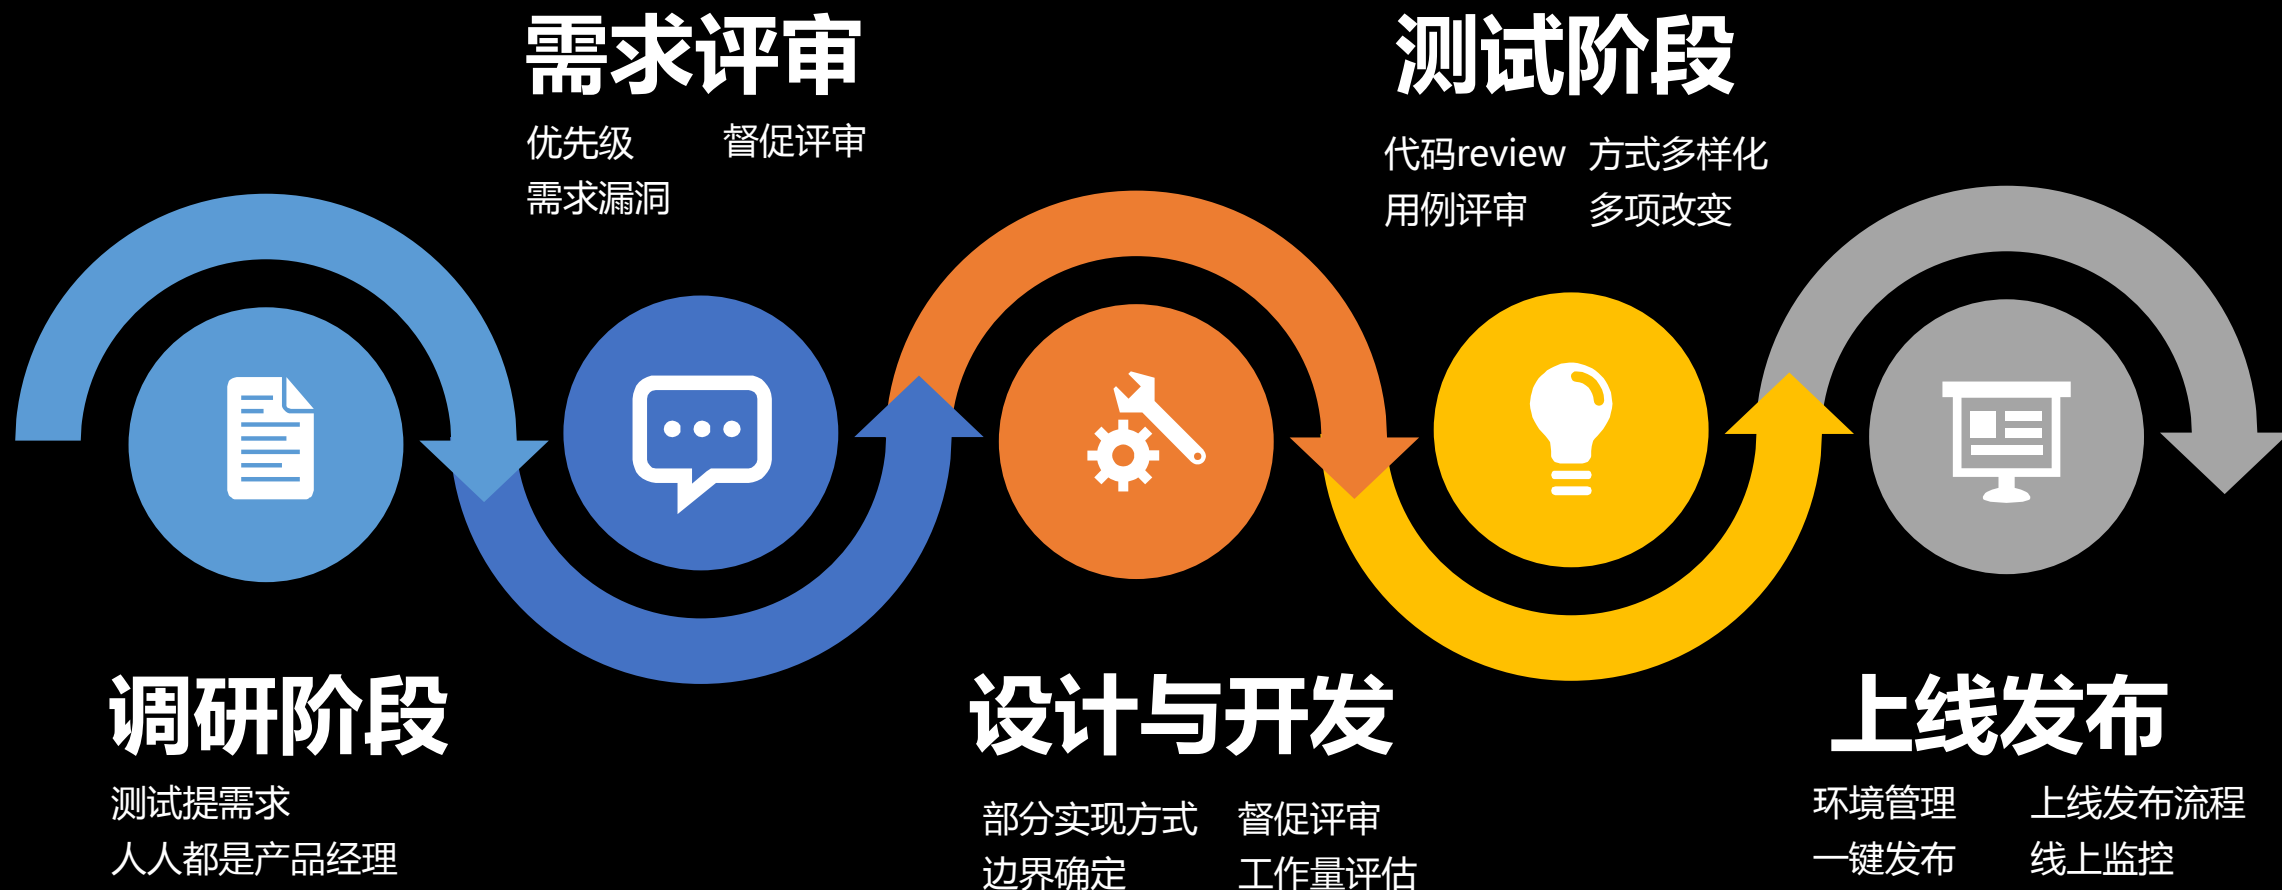 需求评审
优先级 督促评审
需求漏洞
测试阶段
代码review 方式多样化
用例评审 多项改变
调研阶段
测试提需求
人人都是产品经理
设计与开发
部分实现方式 督促评审
边界确定 工作量评估
上线发布
环境管理 上线发布流程
一键发布 线上监控